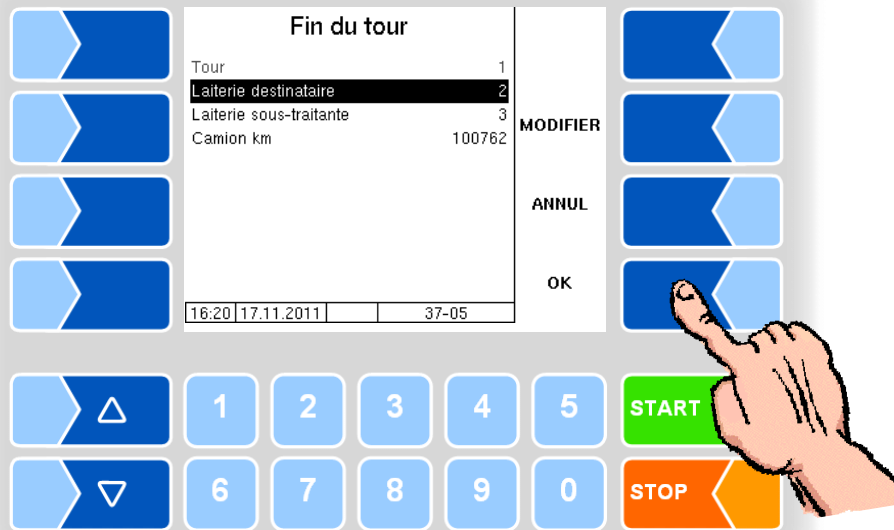 Fin du tour
Tour 1
Laiterie destinataire 2
Laiterie sous-traitante 3
Camion km 100762
MODIFIER
ANNUL
OK
16:20 17.11.2011 37-05
1 2 3 4 5 START
6 7 8 9 0 STOP